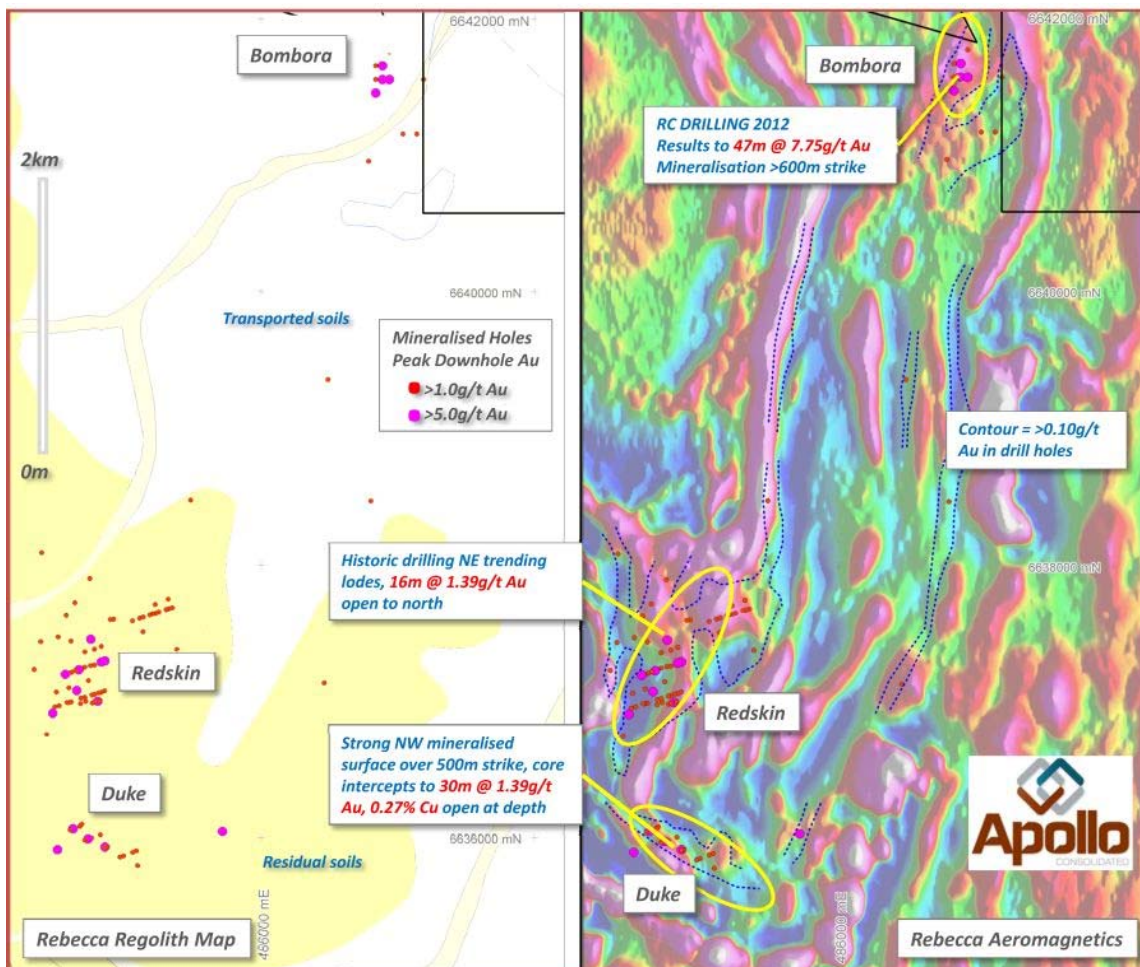 Bombora
2km
0m
6642000 mN
6640000 mN
Transported soils
Mineralised Holes
Peak Downhole Au
>1.0g/t Au
>5.0g/t Au
Redskin
Duke
6636000 mN
Residual soils
466000 mE
Rebecca Regolith Map
6642000 mN
Bombora
RC DRILLING 2012
Results to 47m @ 7.75g/t Au
Mineralisation >600m strike
6640000 mN
Contour = >0.10g/t
Au in drill holes
Historic drilling NE trending
lodes, 16m @ 1.39g/t Au
open to north
6638000 mN
Redskin
Strong NW mineralised
surface over 500m strike, core
intercepts to 30m @ 1.39g/t
Au, 0.27% Cu open at depth
Duke
486000 mE
Apollo
CONSOLIDATED
Rebecca Aeromagnetics